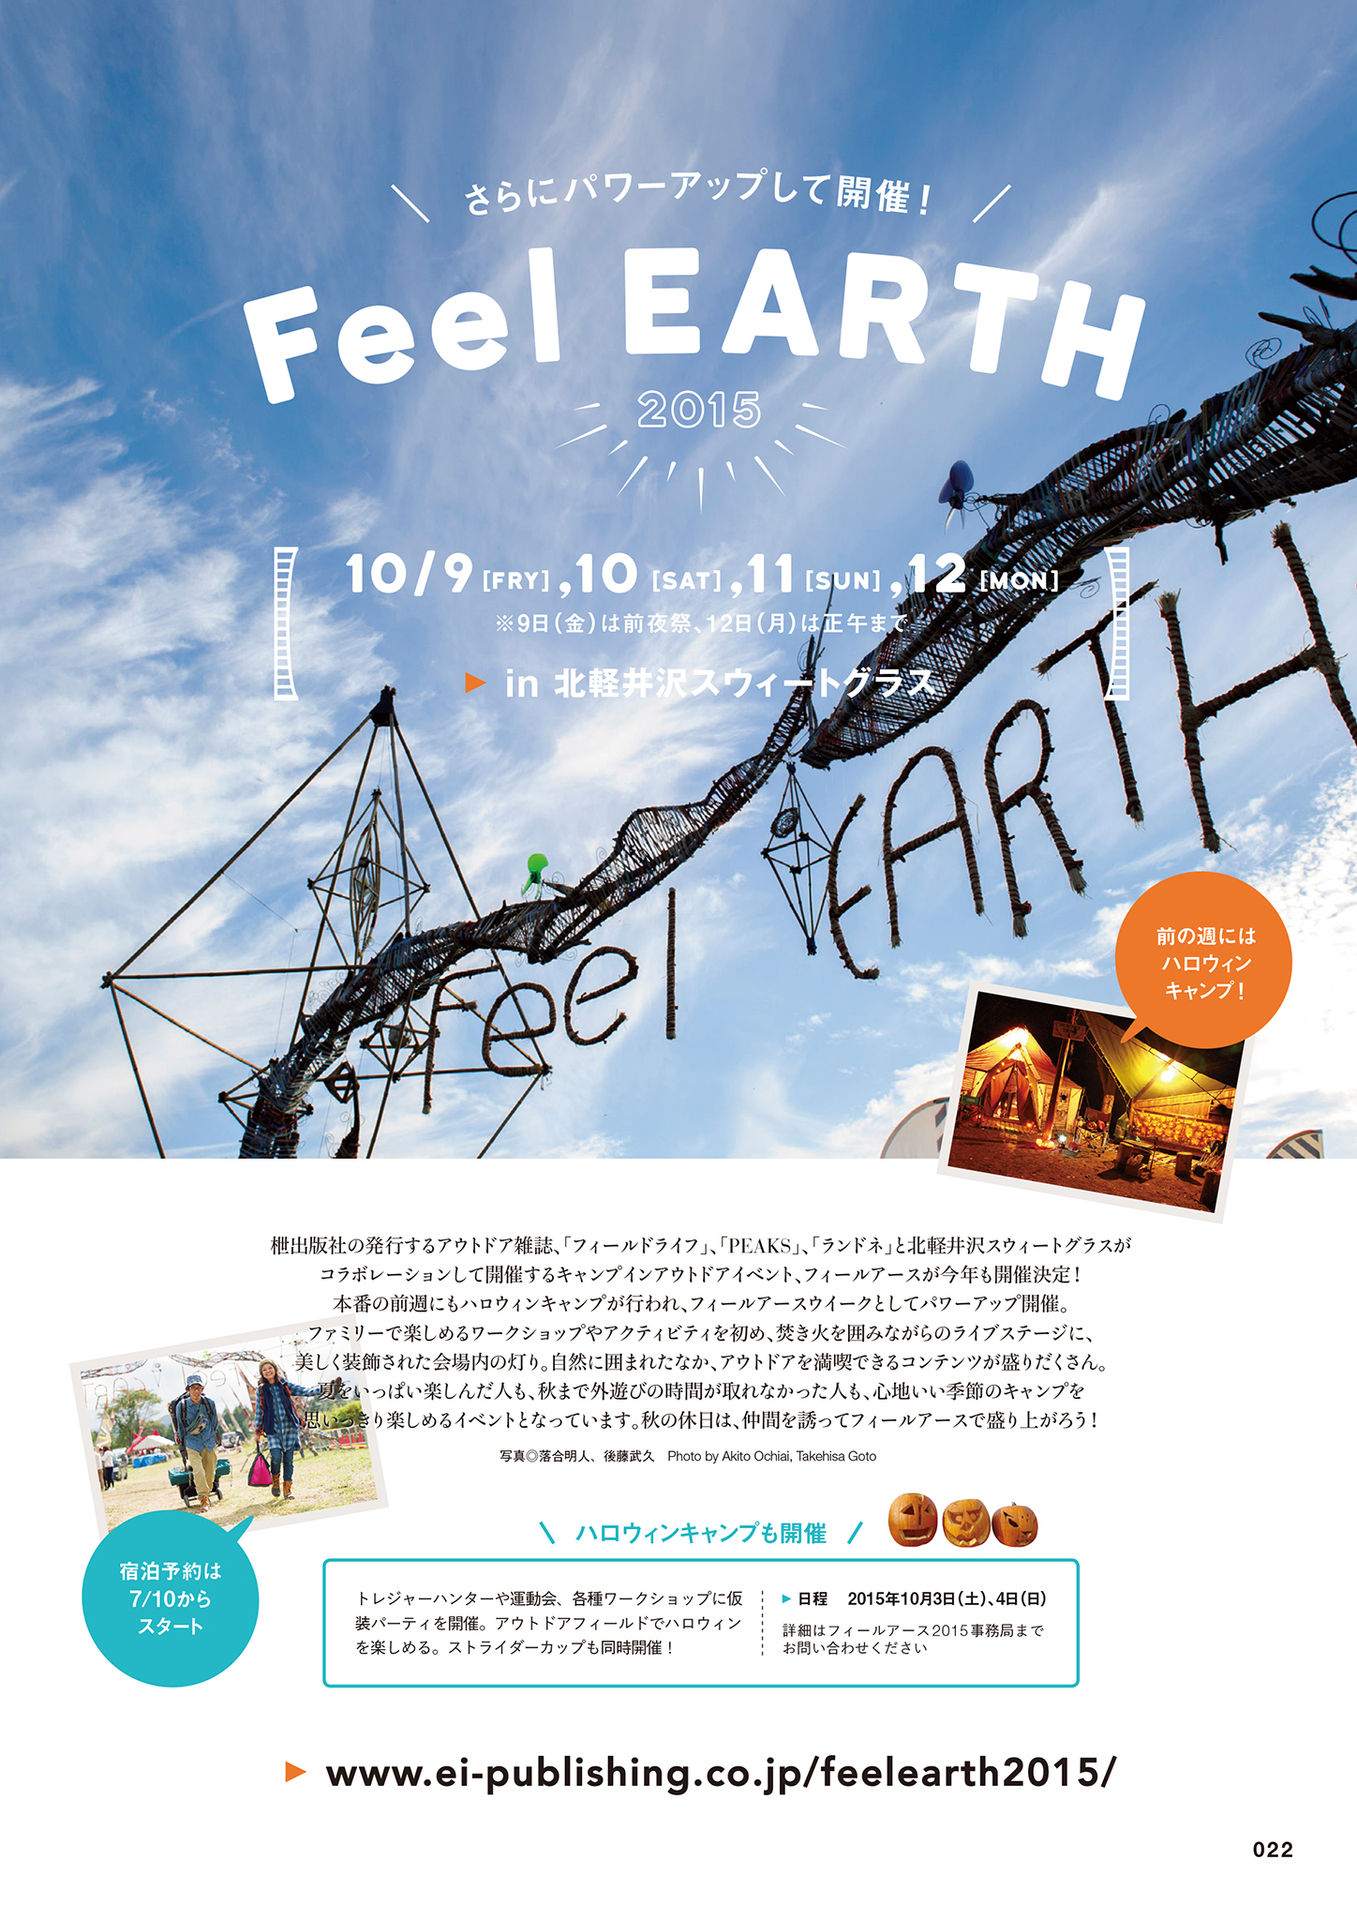 さらにパワーアップして開催！
Feel EARTH
2015
10/9 [FRY] ,10 [SAT] ,11 [SUN] ,12 [MON]
※9日（金）は前夜祭、12日（月）は正午まで
▶ in 北軽井沢スウィートグラス
Feel EARTH
前の週には
ハロウィン
キャンプ！
枻出版社の発行するアウトドア雑誌、「フィールドライフ」、「PEAKS」、「ランドネ」と北軽井沢スウィートグラスが
コラボレーションして開催するキャンプインアウトドアイベント、フィールアースが今年も開催決定！
本番の前週にもハロウィンキャンプが行われ、フィールアースウイークとしてパワーアップ開催。
ファミリーで楽しめるワークショップやアクティビティを初め、焚き火を囲みながらのライブステージに、
美しく装飾された会場内の灯り。自然に囲まれたなか、アウトドアを満喫できるコンテンツが盛りだくさん。
夏をいっぱい楽しんだ人も、秋まで外遊びの時間が取れなかった人も、心地いい季節のキャンプを
思いっきり楽しめるイベントとなっています。秋の休日は、仲間を誘ってフィールアースで盛り上がろう！
写真◎落合明人、後藤武久　Photo by Akito Ochiai, Takehisa Goto
宿泊予約は
7/10から
スタート
ハロウィンキャンプも開催
トレジャーハンターや運動会、各種ワークショップに仮
装パーティを開催。アウトドアフィールドでハロウィン
を楽しめる。ストライダーカップも同時開催！
▶ 日程　2015年10月3日（土）、4日（日）
詳細はフィールアース2015事務局まで
お問い合わせください
▶ www.ei-publishing.co.jp/feelearth2015/
022